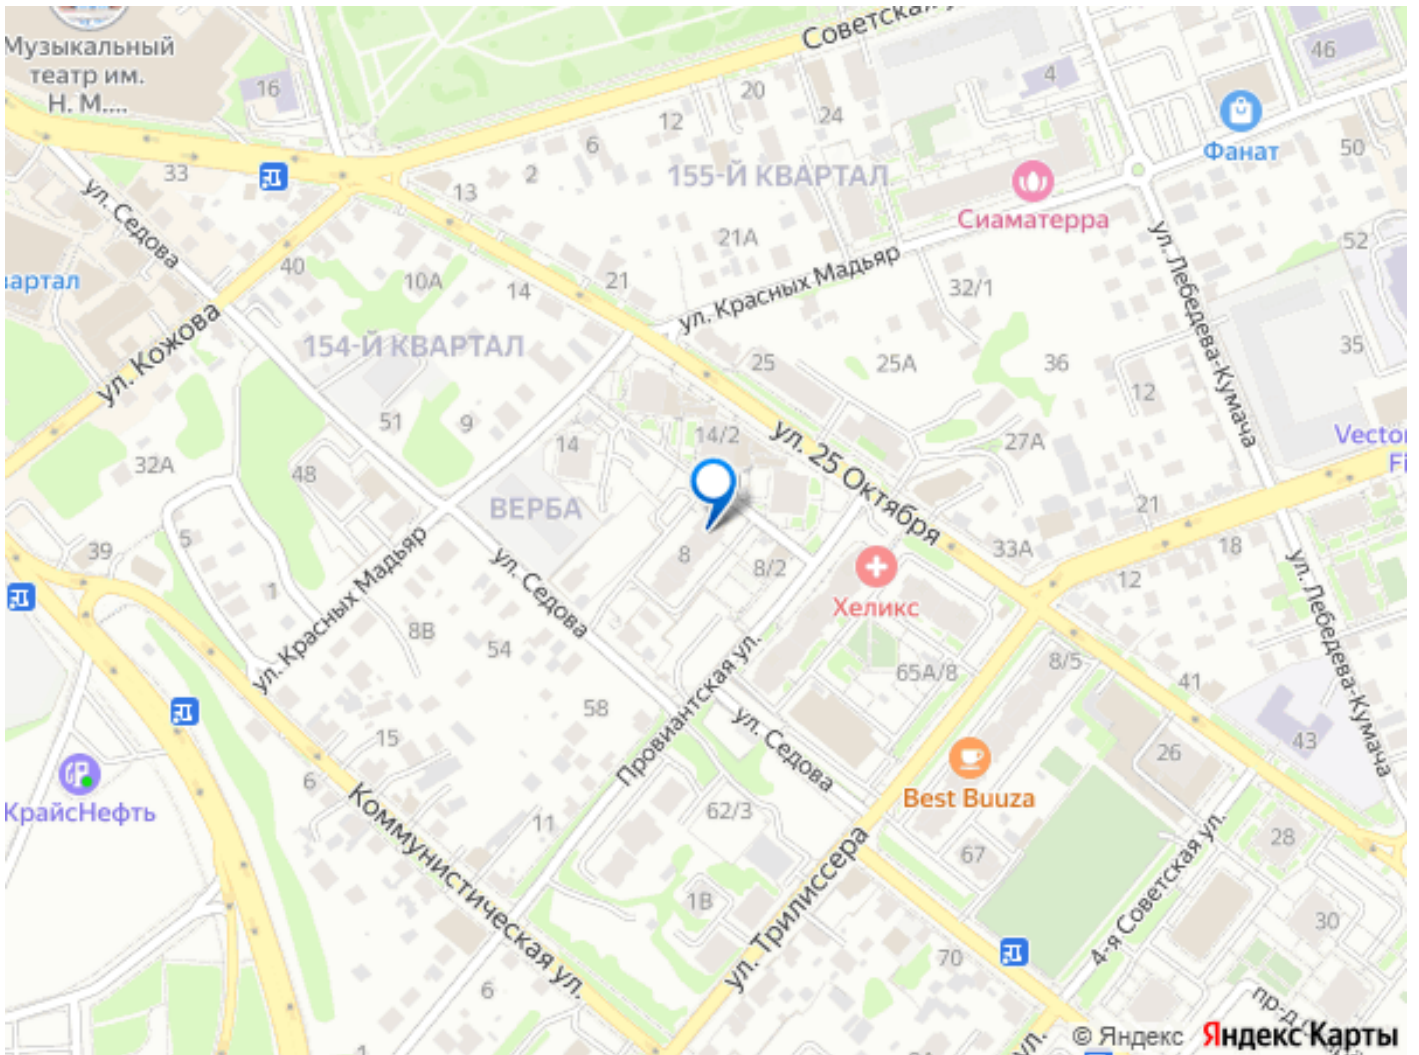 Советская
46
Музыкальный
театр им.
Н. М....
16
4
20
24
12
6
Фанат
50
33
2
155-Й КВАРТАЛ
13
Сиаматерра
ул. Седова
21А
ул. Лебедева-Кумача
52
ул. Красных Мадьяр
40
10А
21
14
32/1
квартал
ул. Кожова
154-Й КВАРТАЛ
25
25А
36
35
12
51
9
14
14/2
ул. 25 Октября
27А
Vector
Fi
32А
48
ВЕРБА
21
5
39
8
8/2
33А
18
12
1
ул. Красных Мадьяр
ул. Седова
Хеликс
ул. Лебедева-Кумача
8В
54
65А/8
8/5
41
Провиантская ул.
58
ул. Седова
15
26
43
6
КрайсНефть
Best Buuza
Коммунистическая ул.
11
62/3
ул. Трилиссера
67
28
4-я Советская ул.
1В
30
70
6
пр-д
ул.
1
© Яндекс Яндекс Карты